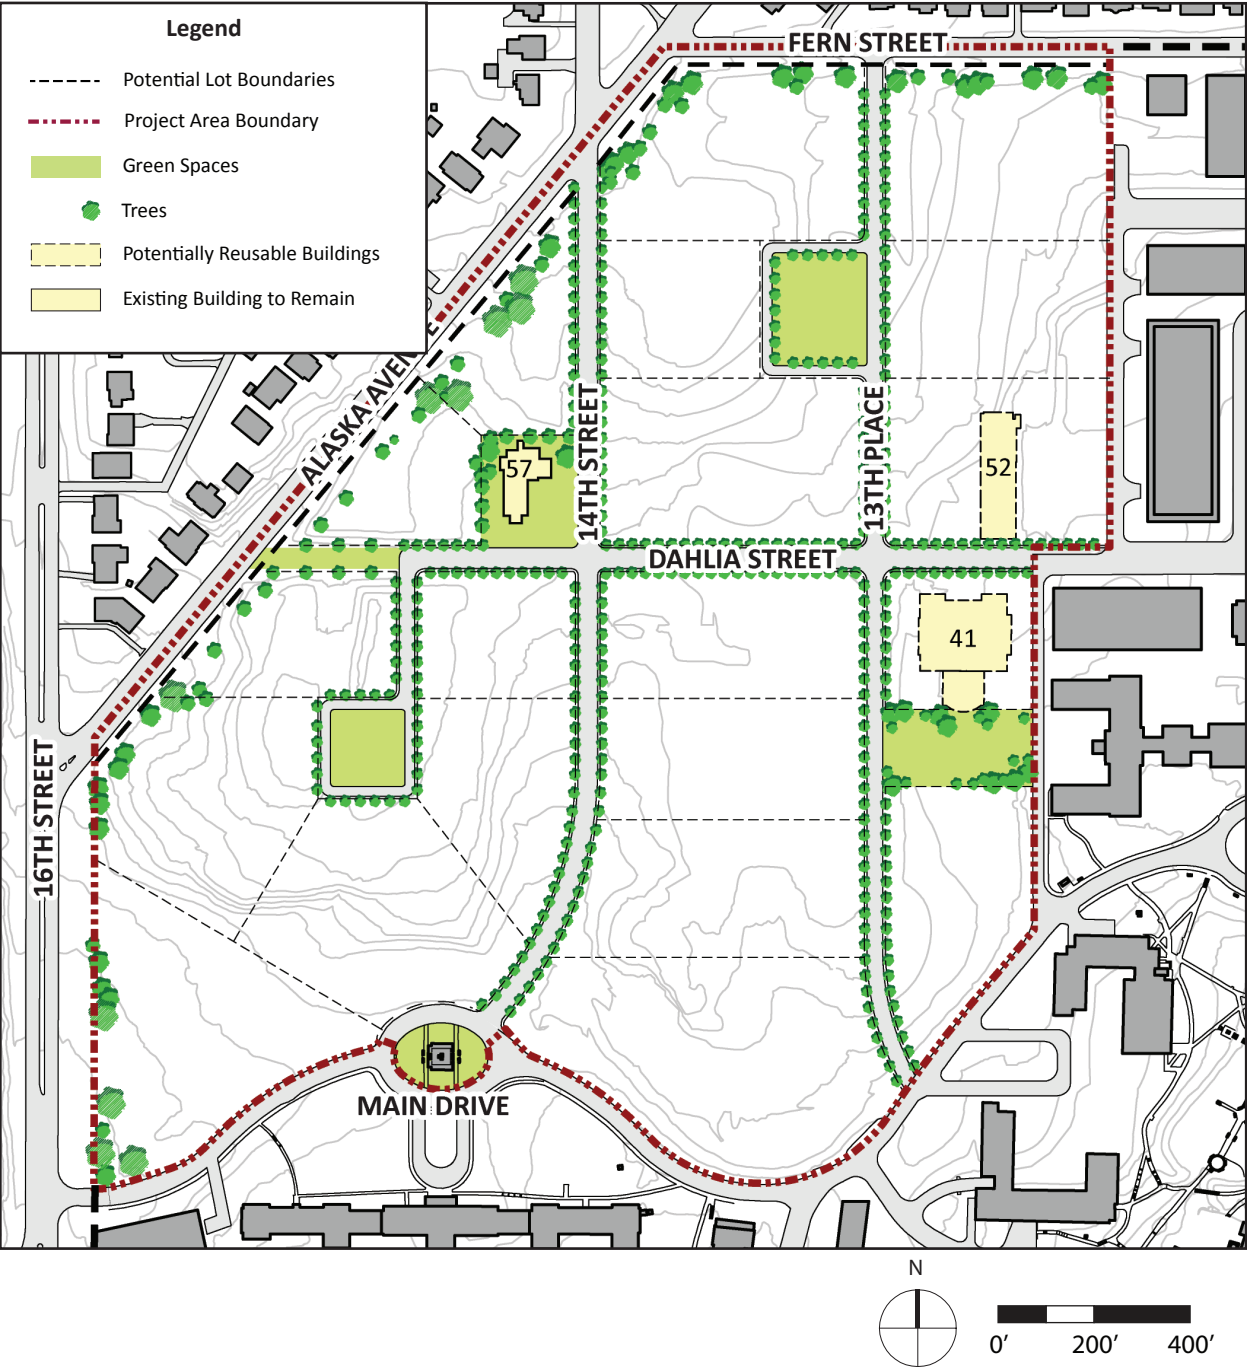 Legend
Potential Lot Boundaries
Project Area Boundary
Green Spaces
Trees
Potentially Reusable Buildings
Existing Building to Remain
FERN STREET
ALASKA AVENUE
14TH STREET
13TH PLACE
57
52
DAHLIA STREET
41
16TH STREET
MAIN DRIVE
N
0’ 200’ 400’